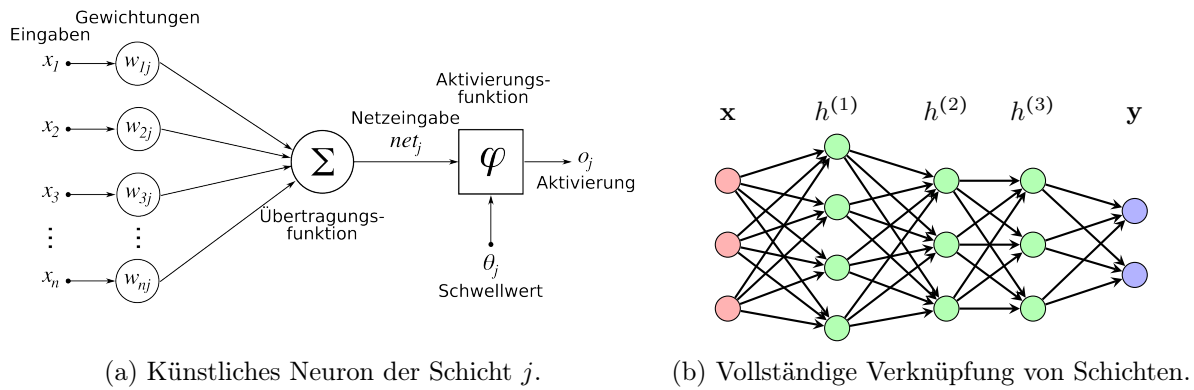 Gewichtungen
Eingaben
x1
w1j
x2
w2j
x3
w3j
⋮ ⋮
xn
wnj
Σ
Übertragungs-
funktion
Netzeingabe
netj
Aktivierungs-
funktion
φ
oj
Aktivierung
θj
Schwellwert
(a) Künstliches Neuron der Schicht j.
x h(1) h(2) h(3) y
(b) Vollständige Verknüpfung von Schichten.